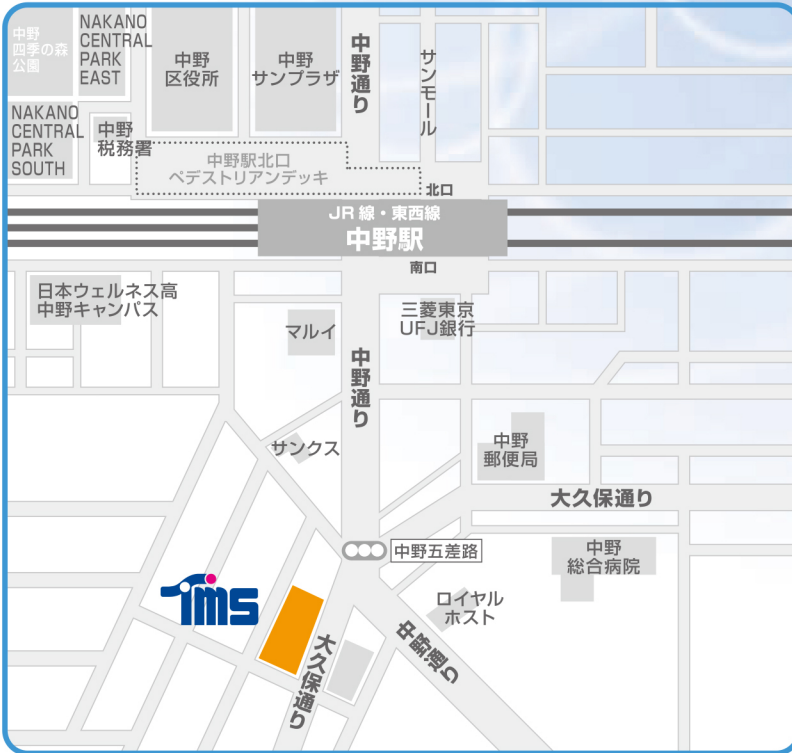 中野
四季の森
公園
NAKANO
CENTRAL
PARK
EAST
中野
区役所
中野
サンプラザ
中野通り
サンモール
NAKANO
CENTRAL
PARK
SOUTH
中野
税務署
中野駅北口
ペデストリアンデッキ
北口
JR 線・東西線
中野駅
南口
日本ウェルネス高
中野キャンパス
マルイ
三菱東京
UFJ銀行
中野通り
サンクス
中野
郵便局
大久保通り
中野五差路
中野
総合病院
ims
ロイヤル
ホスト
中野通り
大久保通り